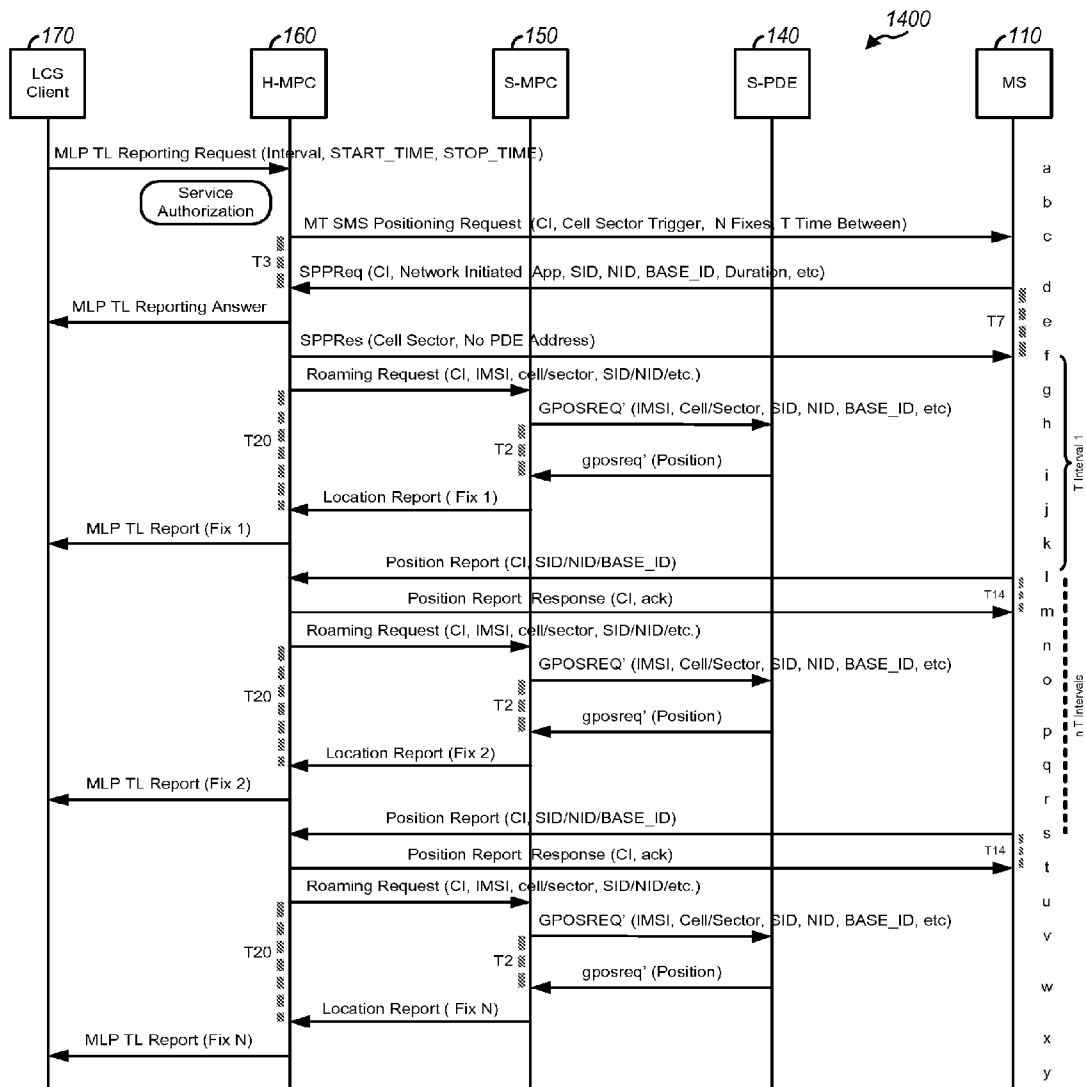 170
160
150
140
1400
110
LCS
Client
H-MPC
S-MPC
S-PDE
MS
MLP TL Reporting Request (Interval, START_TIME, STOP_TIME)
a
Service
Authorization
b
MT SMS Positioning Request (CI, Cell Sector Trigger, N Fixes, T Time Between)
c
T3
SPPReq (CI, Network Initiated App, SID, NID, BASE_ID, Duration, etc)
d
MLP TL Reporting Answer
T7
e
SPPRes (Cell Sector, No PDE Address)
f
Roaming Request (CI, IMSI, cell/sector, SID/NID/etc.)
g
GPOSREQ' (IMSI, Cell/Sector, SID, NID, BASE_ID, etc)
h
T20
T2
T Interval 1
gposreq' (Position)
i
Location Report ( Fix 1)
j
MLP TL Report (Fix 1)
k
Position Report (CI, SID/NID/BASE_ID)
l
Position Report Response (CI, ack)
T14
m
Roaming Request (CI, IMSI, cell/sector, SID/NID/etc.)
n
GPOSREQ' (IMSI, Cell/Sector, SID, NID, BASE_ID, etc)
o
T20
T2
n T Intervals
gposreq' (Position)
p
Location Report (Fix 2)
q
MLP TL Report (Fix 2)
r
Position Report (CI, SID/NID/BASE_ID)
s
Position Report Response (CI, ack)
T14
t
Roaming Request (CI, IMSI, cell/sector, SID/NID/etc.)
u
GPOSREQ' (IMSI, Cell/Sector, SID, NID, BASE_ID, etc)
v
T20
T2
gposreq' (Position)
w
Location Report ( Fix N)
MLP TL Report (Fix N)
x
y